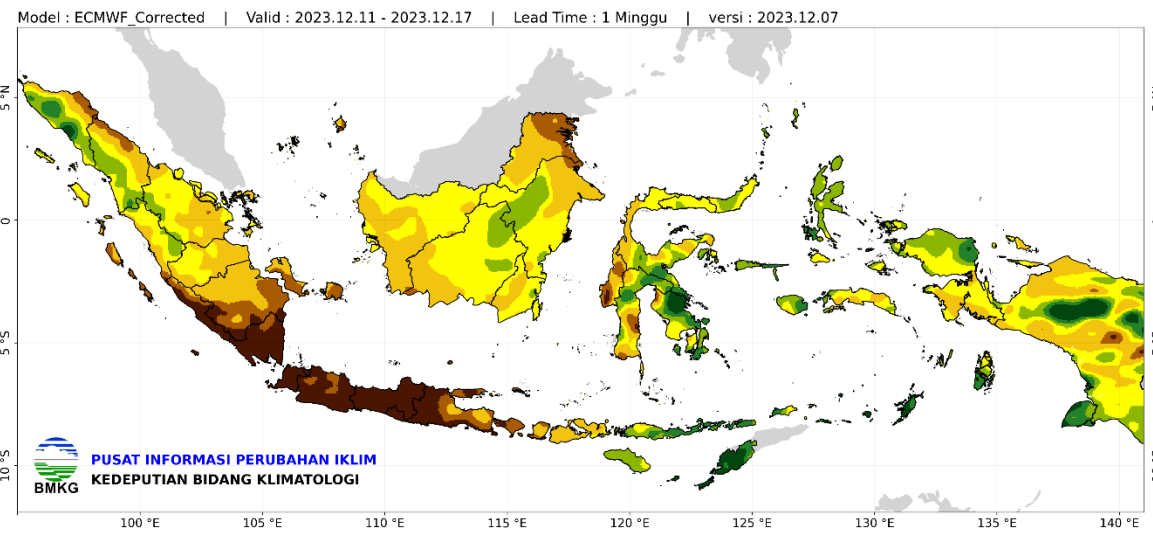 Model : ECMWF_Corrected | Valid : 2023.12.11 - 2023.12.17 | Lead Time : 1 Minggu | versi : 2023.12.07
5 °N
0
5 °S
10 °S
BMKG
PUSAT INFORMASI PERUBAHAN IKLIM
KEDEPUTIAN BIDANG KLIMATOLOGI
100 °E 105 °E 110 °E 115 °E 120 °E 125 °E 130 °E 135 °E 140 °E